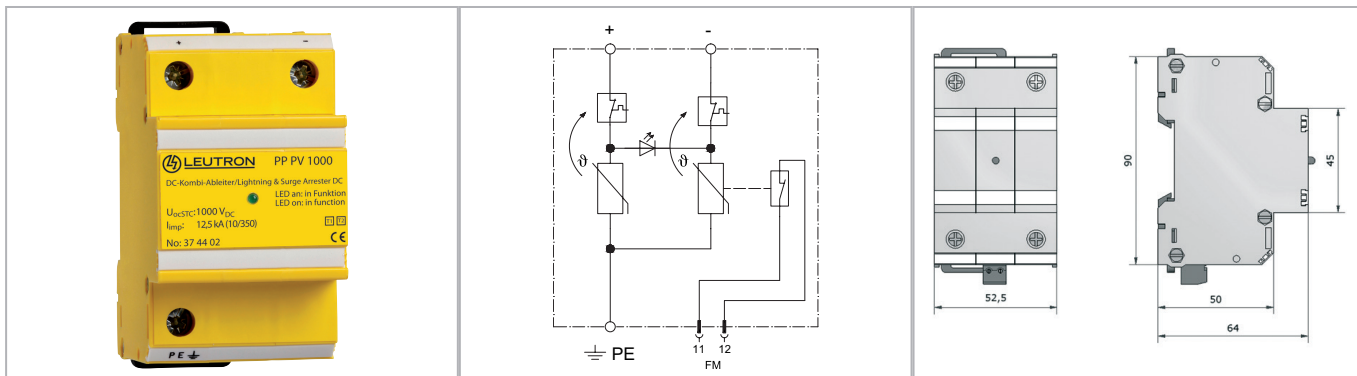 + -
LEUTRON PP PV 1000
DC-Kombi-Ableiter/Lightning & Surge Arrester DC
LED an: in Funktion
LED on: in function
UocSTC:1000 VDC
Iimp: 12,5 kA (10/350)
T1 T2
No: 37 44 02
CE
PE
+ -
ϑ ϑ
PE
11 12
FM
90
45
52,5
50
64